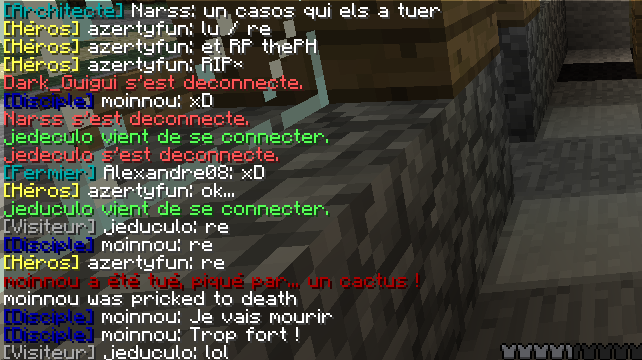 [Architecte] Narss: un casos qui els a tuer
[Héros] azertyfun: lu / re
[Héros] azertyfun: et RP thePH
[Héros] azertyfun: RIP*
Dark_Guigui s'est deconnecte.
[Disciple] moinnou: xD
Narss s'est deconnecte.
jedeculo vient de se connecter.
jedeculo s'est deconnecte.
[Fermier] Alexandre08: xD
[Héros] azertyfun: ok...
jeduculo vient de se connecter.
[Visiteur] jeduculo: re
[Disciple] moinnou: re
[Héros] azertyfun: re
moinnou a été tué, piqué par... un cactus !
moinnou was pricked to death
[Disciple] moinnou: Je vais mourir
[Disciple] moinnou: Trop fort !
[Visiteur] jeduculo: lol